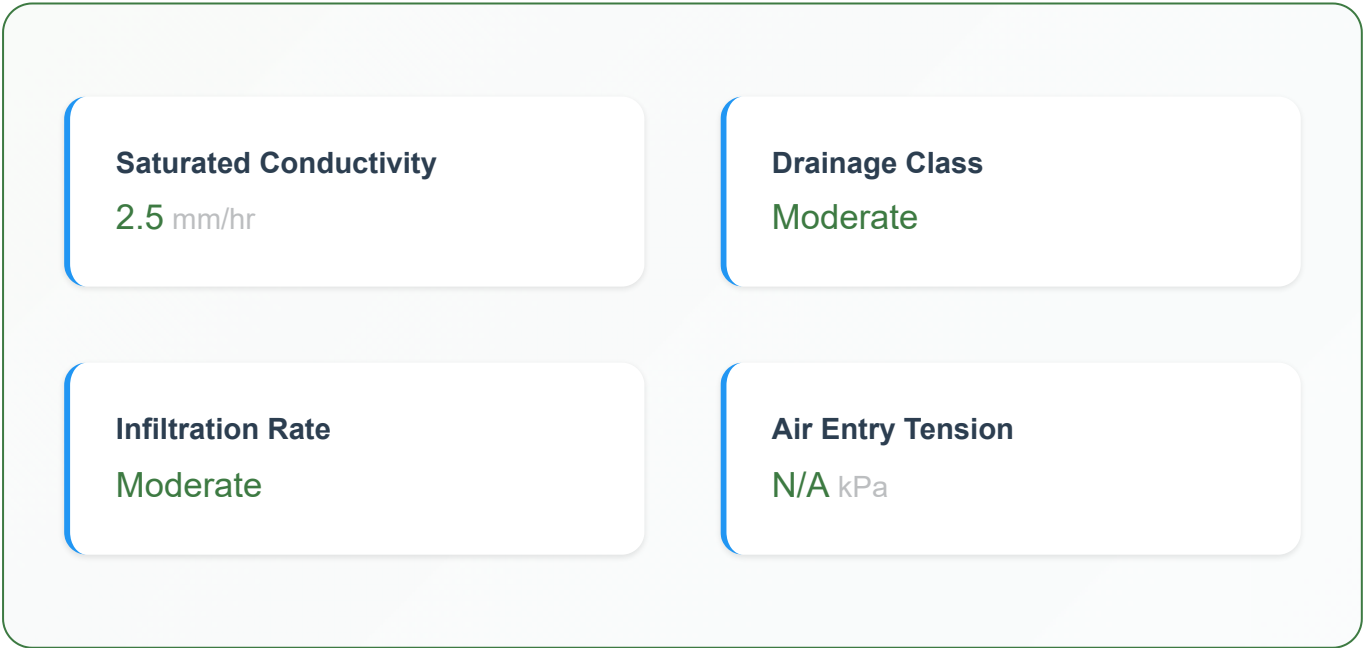 Saturated Conductivity
2.5 mm/hr
Drainage Class
Moderate
Infiltration Rate
Moderate
Air Entry Tension
N/A kPa